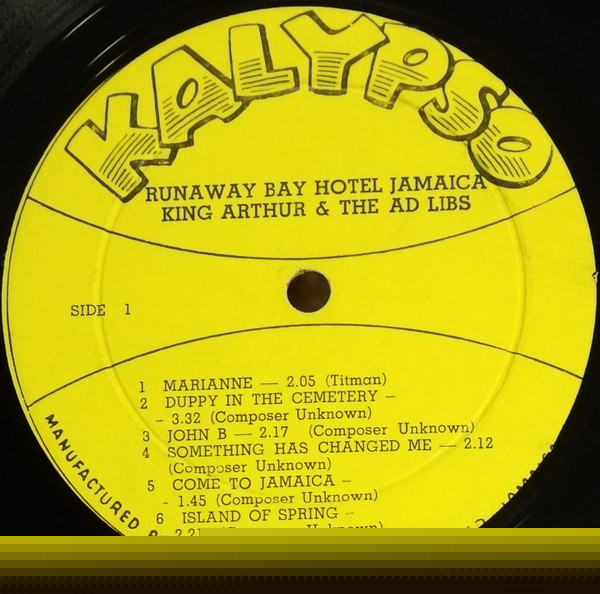 KALYPSO
RUNAWAY BAY HOTEL JAMAICA
KING ARTHUR & THE AD LIBS
SIDE 1
1 MARIANNE — 2.05 (Titman)
2 DUPPY IN THE CEMETERY –
- 3.32 (Composer Unknown)
3 JOHN B — 2.17 (Composer Unknown)
4 SOMETHING HAS CHANGED ME — 2.12
(Composer Unknown)
5 COME TO JAMAICA –
- 1.45 (Composer Unknown)
6 ISLAND OF SPRING –
MANUFACTURED